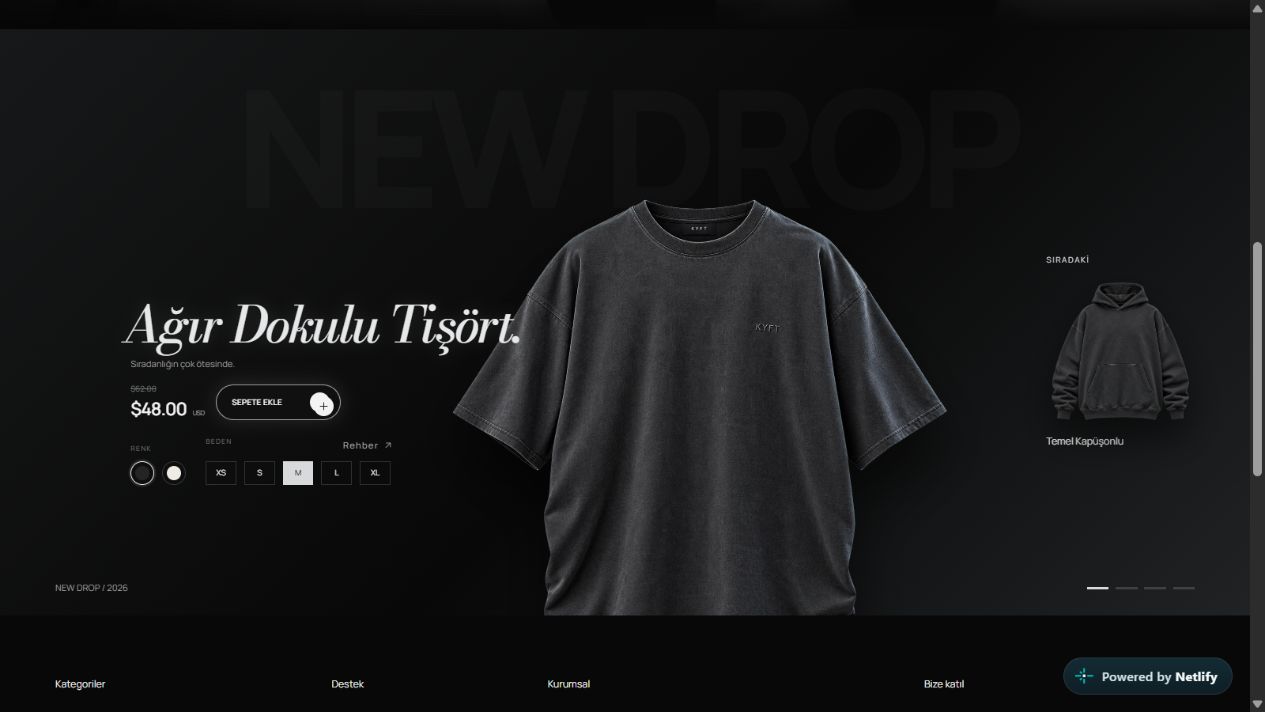 NEW DROP
KYFT
KYFT
SIRADAKİ
Ağır Dokulu Tişört.
Sıradanlığın çok ötesinde.
$62.00
$48.00 USD
SEPETE EKLE
RENK
BEDEN
Rehber ↗
XS S M L XL
Temel Kapüşonlu
NEW DROP / 2026
Kategoriler
Destek
Kurumsal
Bize katıl
Powered by Netlify